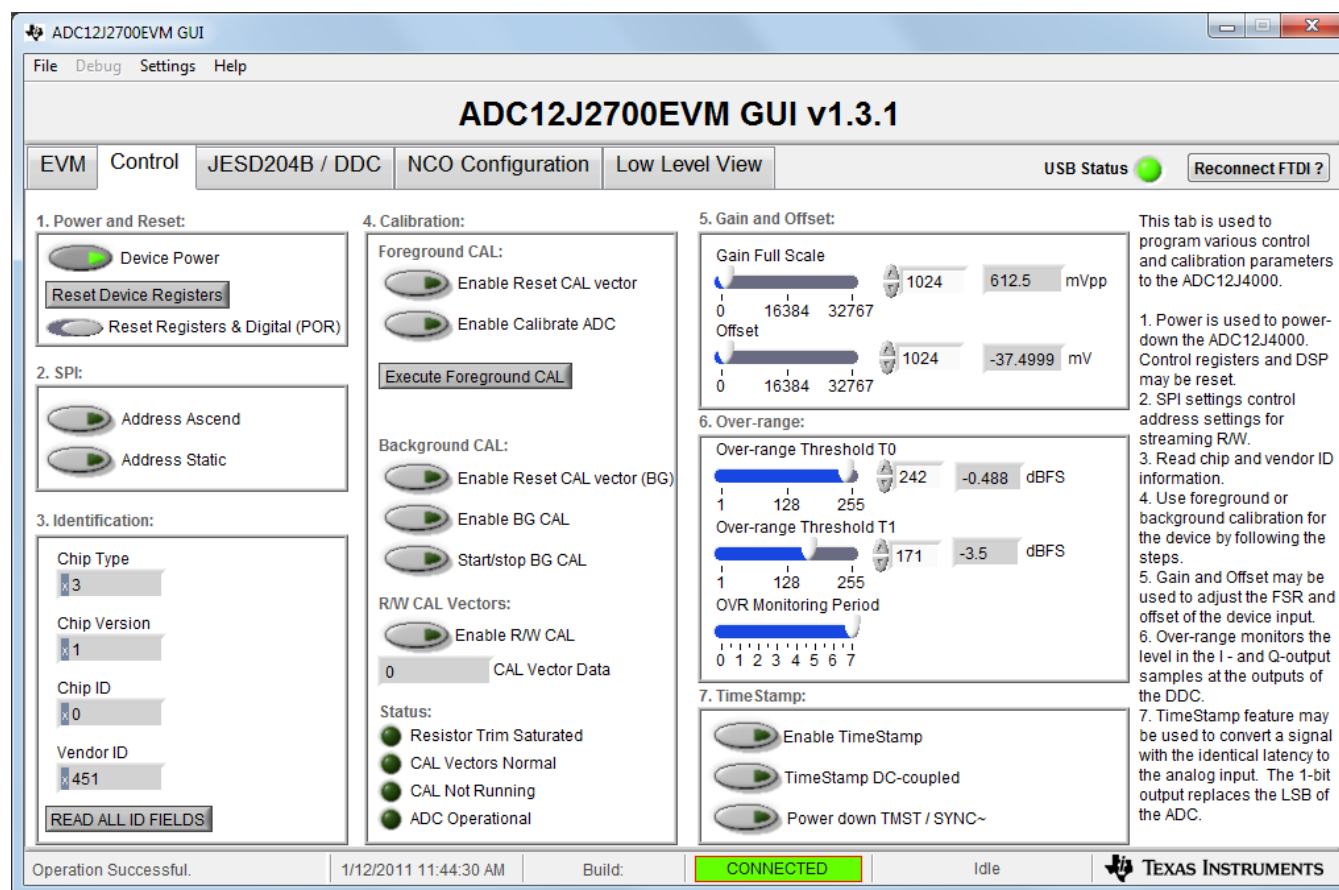 ADC12J2700EVM GUI
File Debug Settings Help
ADC12J2700EVM GUI v1.3.1
EVM Control JESD204B / DDC NCO Configuration Low Level View USB Status Reconnect FTDI ?
1. Power and Reset:
Device Power
Reset Device Registers
Reset Registers & Digital (POR)
2. SPI:
Address Ascend
Address Static
3. Identification:
Chip Type
x 3
Chip Version
x 1
Chip ID
x 0
Vendor ID
x 451
READ ALL ID FIELDS
4. Calibration:
Foreground CAL:
Enable Reset CAL vector
Enable Calibrate ADC
Execute Foreground CAL
Background CAL:
Enable Reset CAL vector (BG)
Enable BG CAL
Start/stop BG CAL
R/W CAL Vectors:
Enable R/W CAL
0 CAL Vector Data
Status:
Resistor Trim Saturated
CAL Vectors Normal
CAL Not Running
ADC Operational
5. Gain and Offset:
Gain Full Scale
1024 612.5 mVpp
0 16384 32767
Offset
1024 -37.4999 mV
0 16384 32767
6. Over-range:
Over-range Threshold T0
242 -0.488 dBFS
1 128 255
Over-range Threshold T1
171 -3.5 dBFS
1 128 255
OVR Monitoring Period
0 1 2 3 4 5 6 7
7. TimeStamp:
Enable TimeStamp
TimeStamp DC-coupled
Power down TMST / SYNC~
This tab is used to
program various control
and calibration parameters
to the ADC12J4000.
1. Power is used to power-
down the ADC12J4000.
Control registers and DSP
may be reset.
2. SPI settings control
address settings for
streaming R/W.
3. Read chip and vendor ID
information.
4. Use foreground or
background calibration for
the device by following the
steps.
5. Gain and Offset may be
used to adjust the FSR and
offset of the device input.
6. Over-range monitors the
level in the I - and Q-output
samples at the outputs of
the DDC.
7. TimeStamp feature may
be used to convert a signal
with the identical latency to
the analog input. The 1-bit
output replaces the LSB of
the ADC.
Operation Successful. 1/12/2011 11:44:30 AM Build: CONNECTED Idle TEXAS INSTRUMENTS